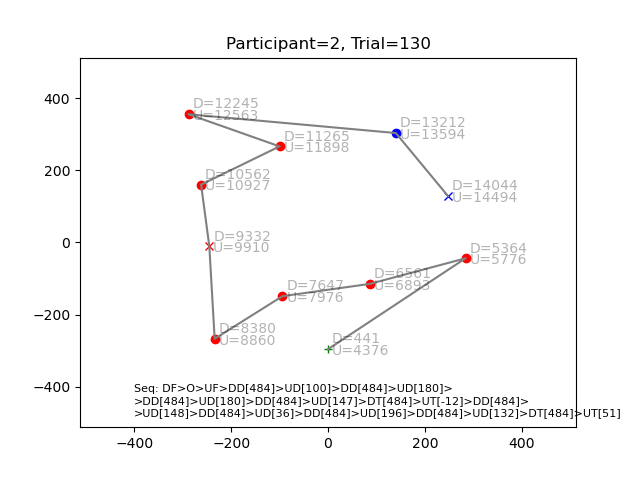 Participant=2, Trial=130
400
200
0
−200
−400
−400
−200
0
200
400
D=12245
U=12563
D=13212
U=13594
D=11265
U=11898
D=10562
U=10927
D=14044
U=14494
D=9332
U=9910
D=5364
U=5776
D=6561
U=6893
D=7647
U=7976
D=8380
U=8860
D=441
U=4376
Seq: DF>O>UF>DD[484]>UD[100]>DD[484]>UD[180]>
>DD[484]>UD[180]>DD[484]>UD[147]>DT[484]>UT[-12]>DD[484]>
>UD[148]>DD[484]>UD[36]>DD[484]>UD[196]>DD[484]>UD[132]>DT[484]>UT[51]